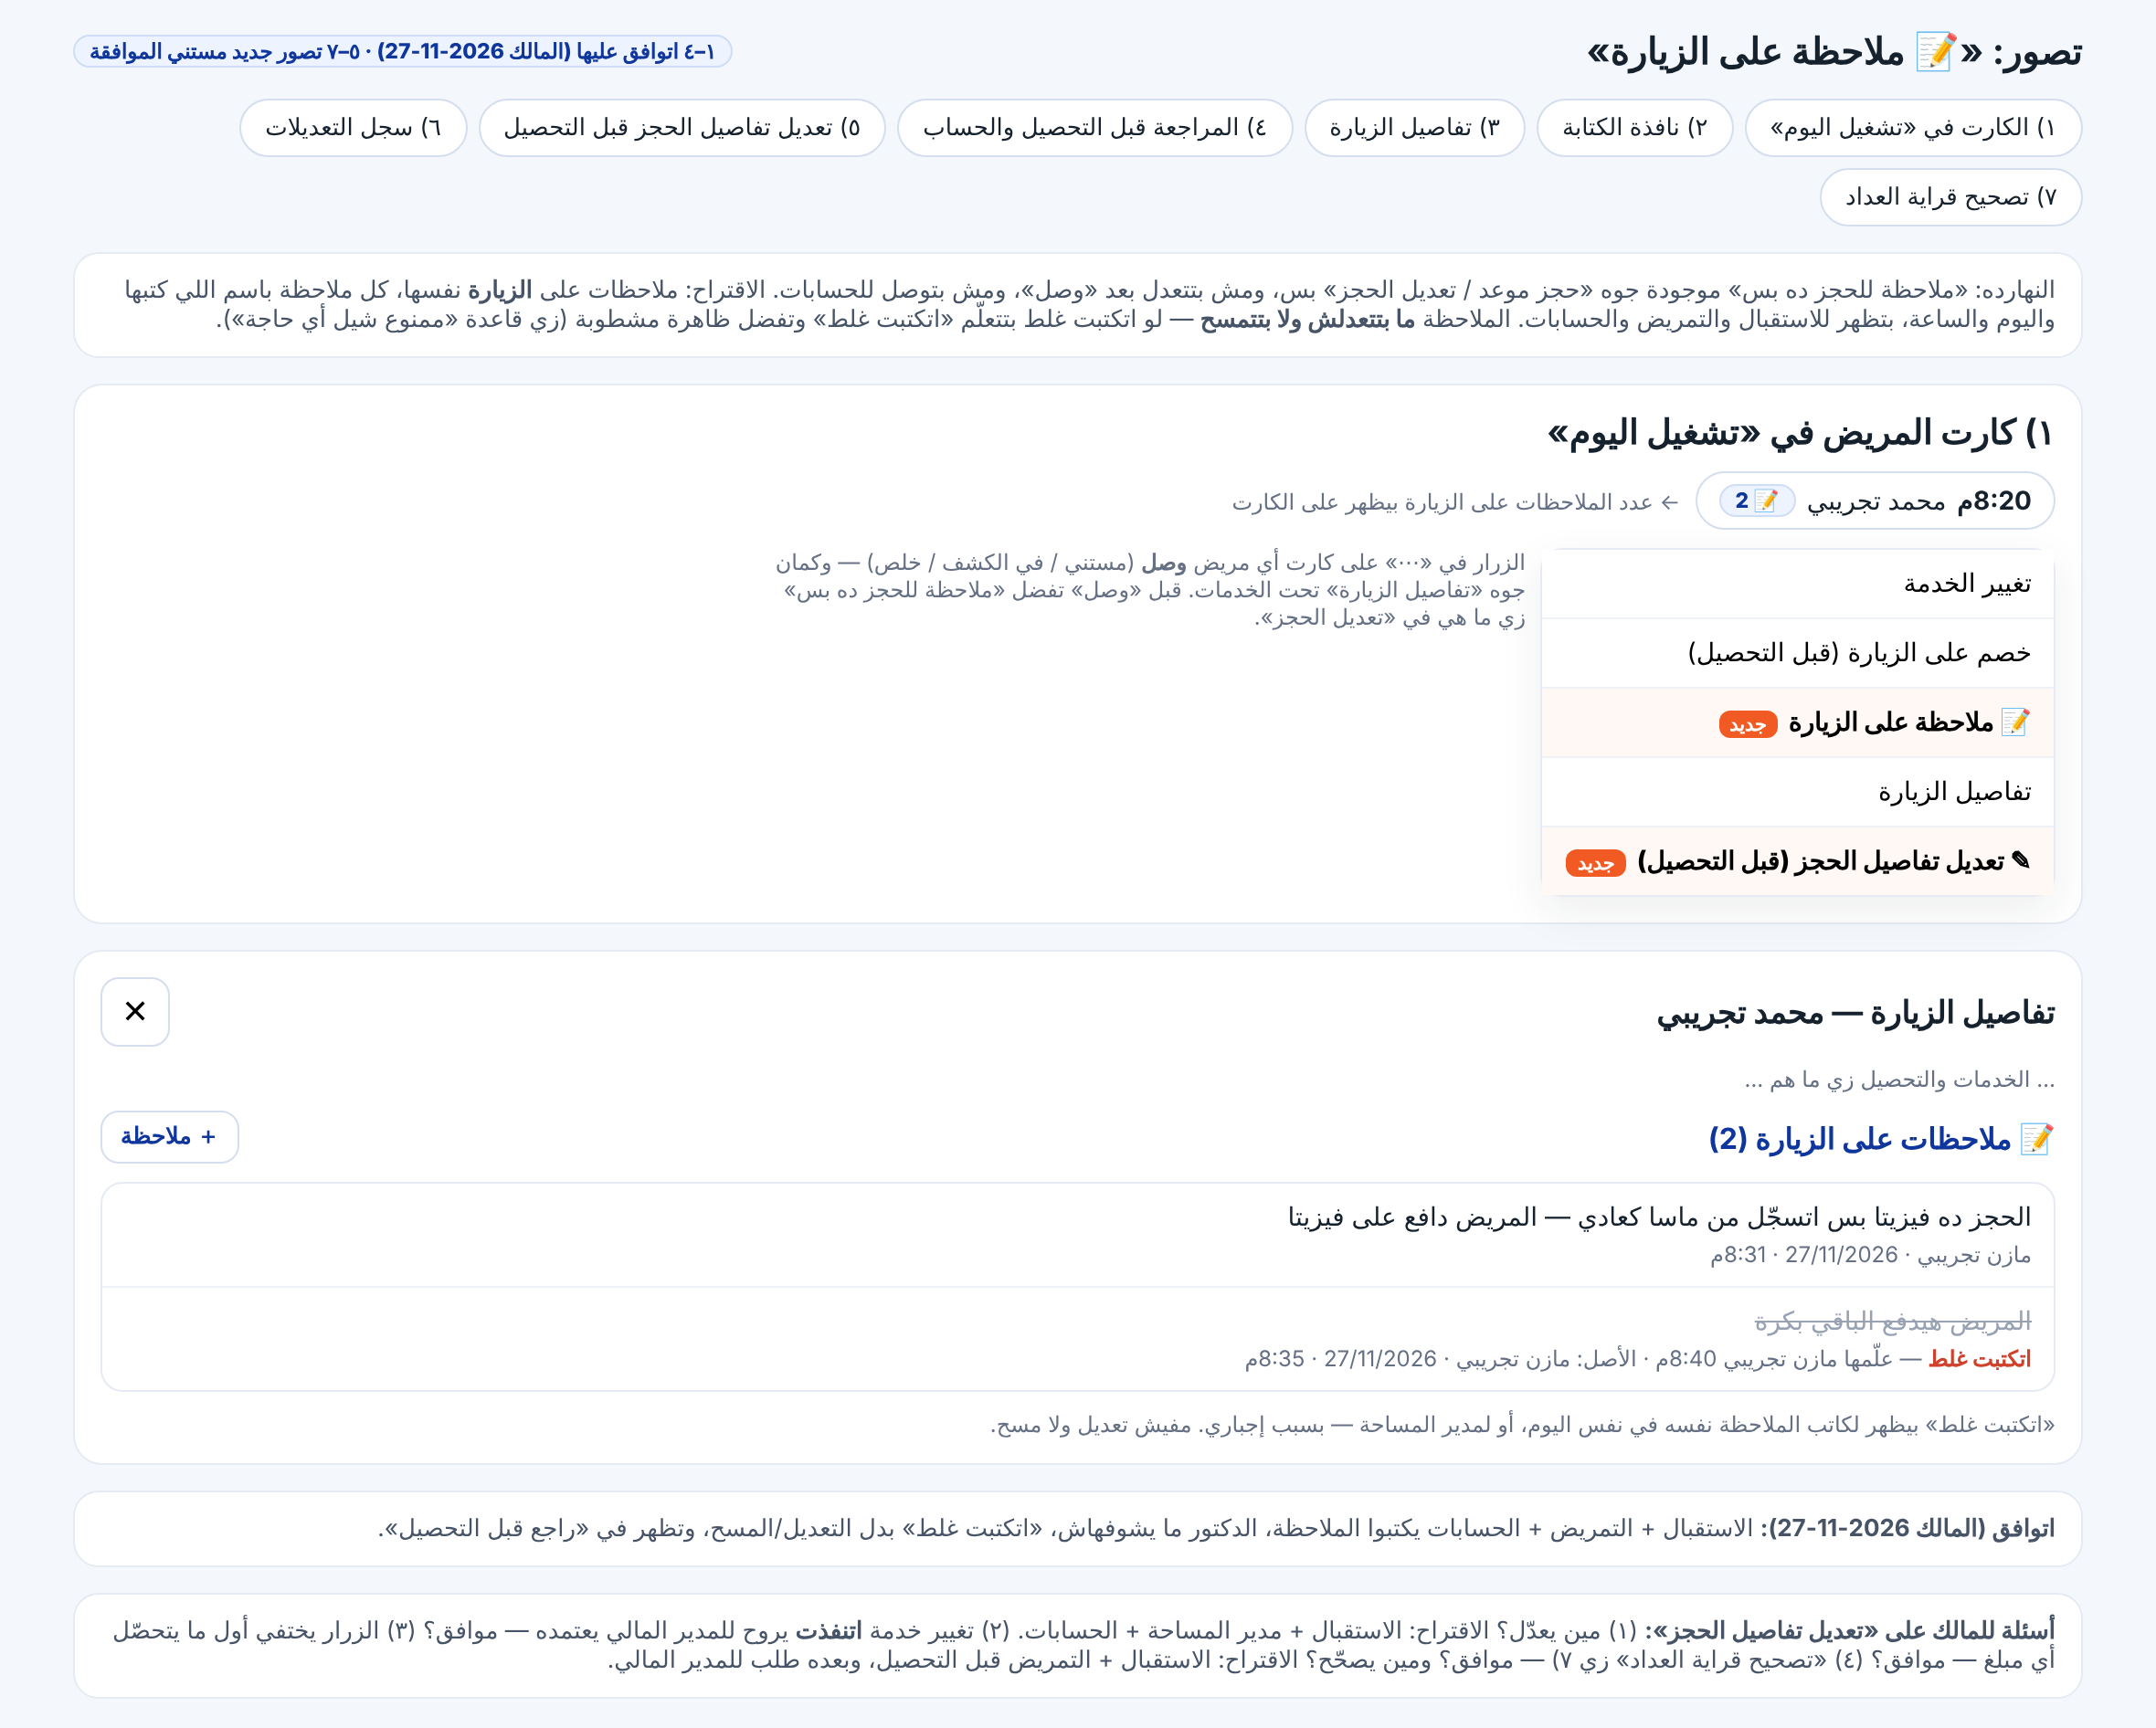 تصور: «📝 ملاحظة على الزيارة»
١–٤ اتوافق عليها (المالك 2026-11-27) · ٥–٧ تصور جديد مستني الموافقة
١) الكارت في «تشغيل اليوم»
٢) نافذة الكتابة
٣) تفاصيل الزيارة
٤) المراجعة قبل التحصيل والحساب
٥) تعديل تفاصيل الحجز قبل التحصيل
٦) سجل التعديلات
٧) تصحيح قراية العداد
النهارده: «ملاحظة للحجز ده بس» موجودة جوه «حجز موعد / تعديل الحجز» بس، ومش بتتعدل بعد «وصل»، ومش بتوصل للحسابات. الاقتراح: ملاحظات على الزيارة نفسها، كل ملاحظة باسم اللي كتبها
واليوم والساعة، بتظهر للاستقبال والتمريض والحسابات. الملاحظة ما بتتعدلش ولا بتتمسح — لو اتكتبت غلط بتتعلّم «اتكتبت غلط» وتفضل ظاهرة مشطوبة (زي قاعدة «ممنوع شيل أي حاجة»).
١) كارت المريض في «تشغيل اليوم»
8:20م محمد تجريبي 📝 2
← عدد الملاحظات على الزيارة بيظهر على الكارت
الزرار في «⋯» على كارت أي مريض وصل (مستني / في الكشف / خلص) — وكمان
جوه «تفاصيل الزيارة» تحت الخدمات. قبل «وصل» تفضل «ملاحظة للحجز ده بس»
زي ما هي في «تعديل الحجز».
تغيير الخدمة
خصم على الزيارة (قبل التحصيل)
📝 ملاحظة على الزيارة جديد
تفاصيل الزيارة
✎ تعديل تفاصيل الحجز (قبل التحصيل) جديد
تفاصيل الزيارة — محمد تجريبي
✕
... الخدمات والتحصيل زي ما هم ...
📝 ملاحظات على الزيارة (2)
+ ملاحظة
الحجز ده فيزيتا بس اتسجّل من ماسا كعادي — المريض دافع على فيزيتا
مازن تجريبي · 27/11/2026 · 8:31م
المريض هيدفع الباقي بكرة
اتكتبت غلط — علّمها مازن تجريبي 8:40م · الأصل: مازن تجريبي · 27/11/2026 · 8:35م
«اتكتبت غلط» بيظهر لكاتب الملاحظة نفسه في نفس اليوم، أو لمدير المساحة — بسبب إجباري. مفيش تعديل ولا مسح.
اتوافق (المالك 2026-11-27): الاستقبال + التمريض + الحسابات يكتبوا الملاحظة، الدكتور ما يشوفهاش، «اتكتبت غلط» بدل التعديل/المسح، وتظهر في «راجع قبل التحصيل».
أسئلة للمالك على «تعديل تفاصيل الحجز»: (١) مين يعدّل؟ الاقتراح: الاستقبال + مدير المساحة + الحسابات. (٢) تغيير خدمة اتنفذت يروح للمدير المالي يعتمده — موافق؟ (٣) الزرار يختفي أول ما يتحصّل
أي مبلغ — موافق؟ (٤) «تصحيح قراية العداد» زي ٧) — موافق؟ ومين يصحّح؟ الاقتراح: الاستقبال + التمريض قبل التحصيل، وبعده طلب للمدير المالي.